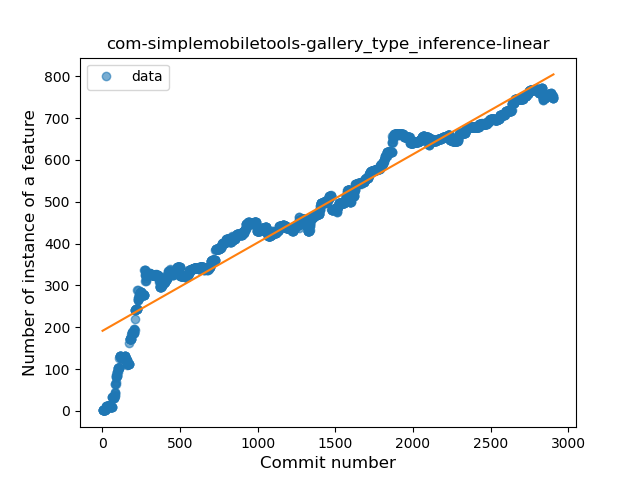 com-simplemobiletools-gallery_type_inference-linear
data
Number of instance of a feature
800
700
600
500
400
300
200
100
0
0 500 1000 1500 2000 2500 3000
Commit number